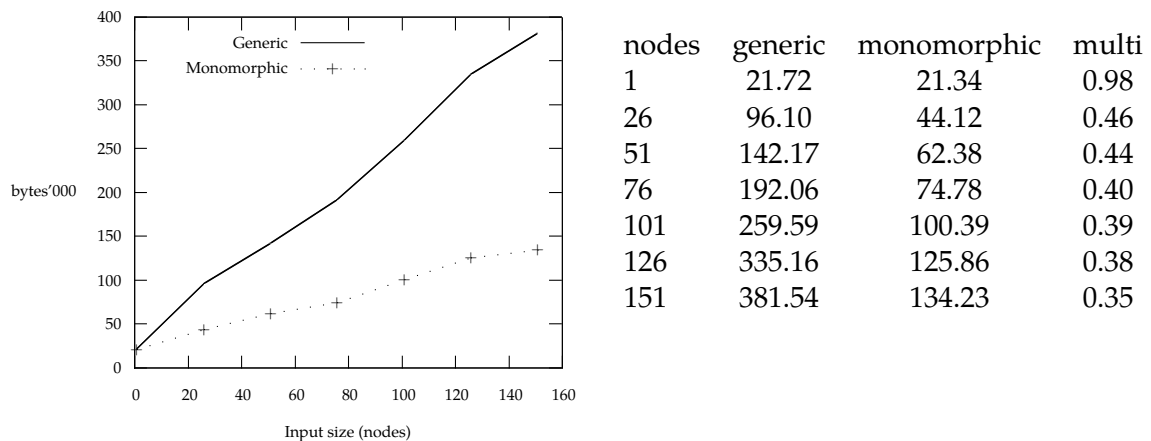 400
350
300
250
200
150
100
50
0
bytes'000
Generic
Monomorphic
0 20 40 60 80 100 120 140 160
Input size (nodes)
nodes generic monomorphic multi
1 21.72 21.34 0.98
26 96.10 44.12 0.46
51 142.17 62.38 0.44
76 192.06 74.78 0.40
101 259.59 100.39 0.39
126 335.16 125.86 0.38
151 381.54 134.23 0.35